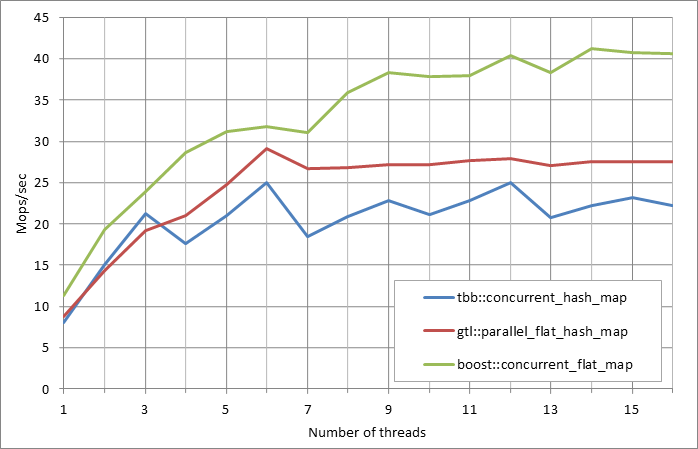 45
40
35
30
25
20
15
10
5
0
Mops/sec
1 3 5 7 9 11 13 15
Number of threads
tbb::concurrent_hash_map
gtl::parallel_flat_hash_map
boost::concurrent_flat_map